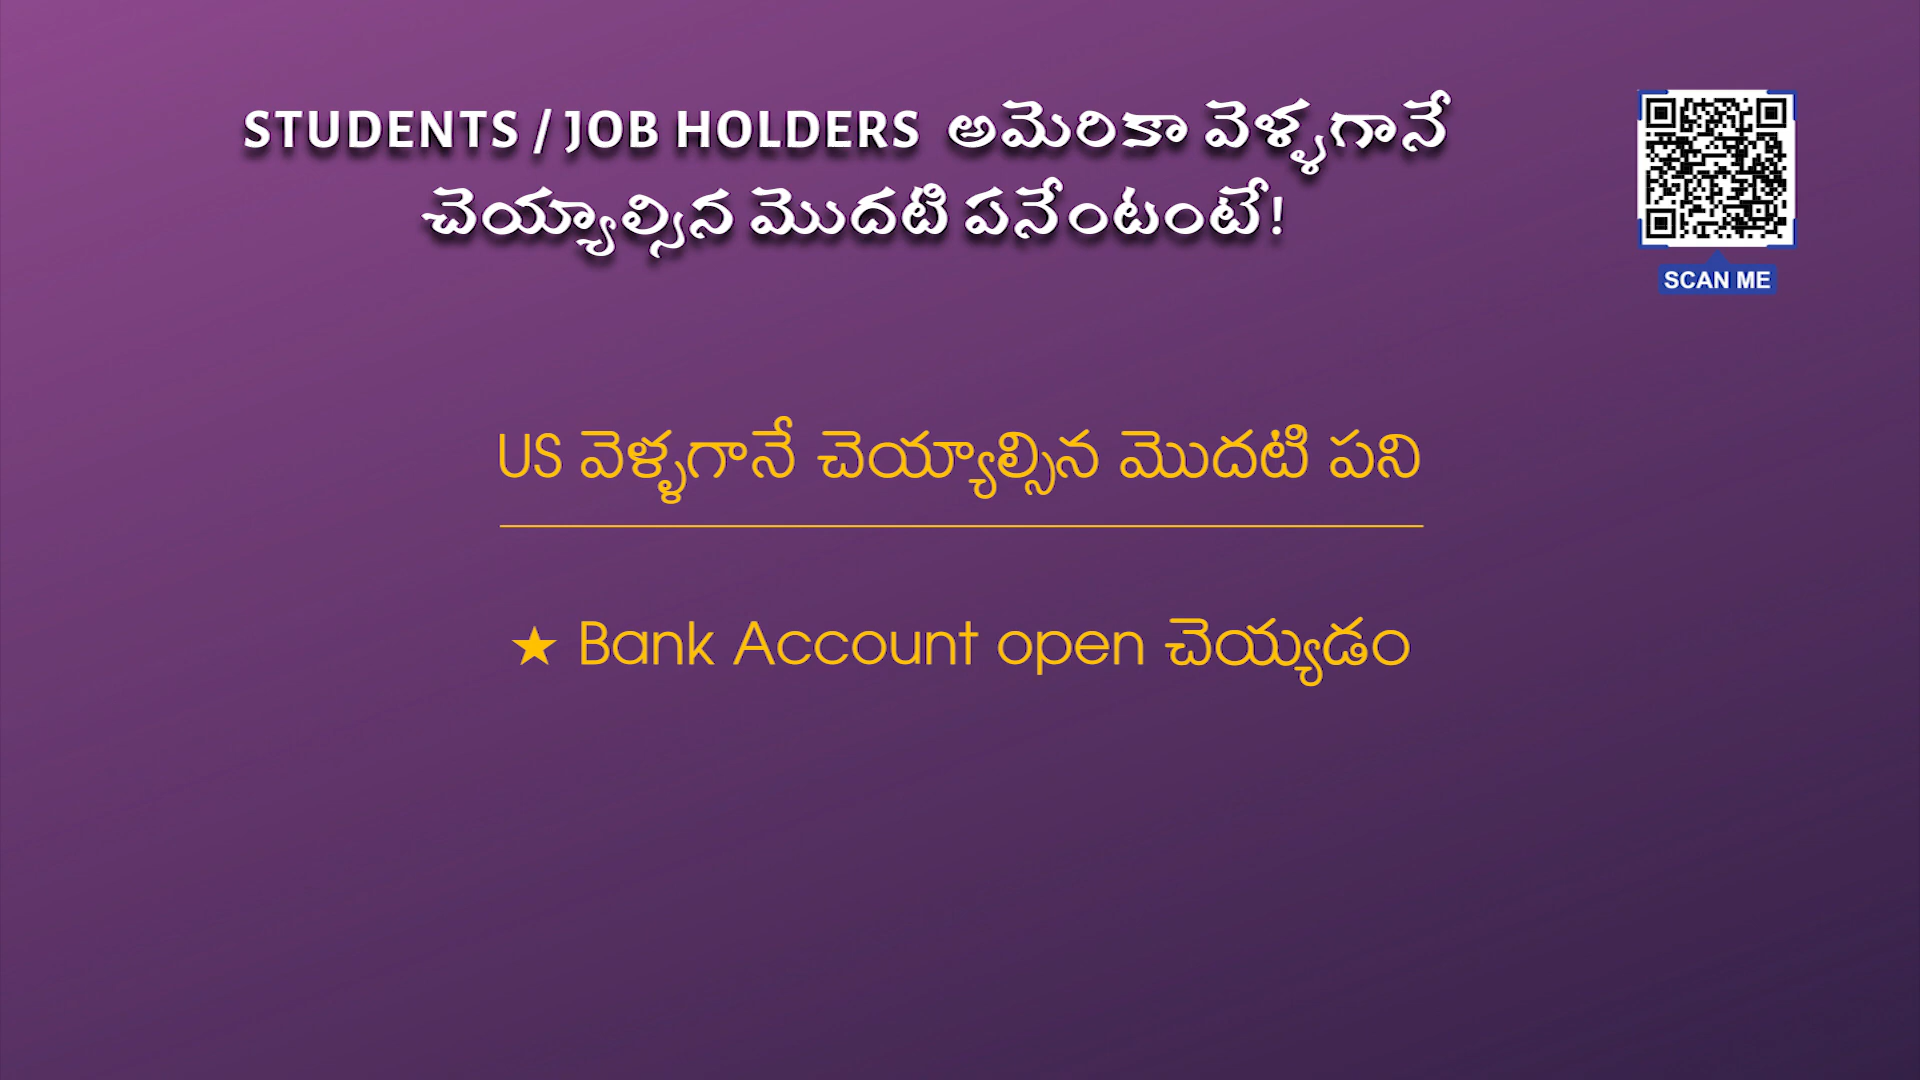 STUDENTS / JOB HOLDERS అమెరికా వెళ్ళగానే
చెయ్యాల్సిన మొదటి పనేంటంటే!
SCAN ME
US వెళ్ళగానే చెయ్యాల్సిన మొదటి పని
★ Bank Account open చెయ్యడం